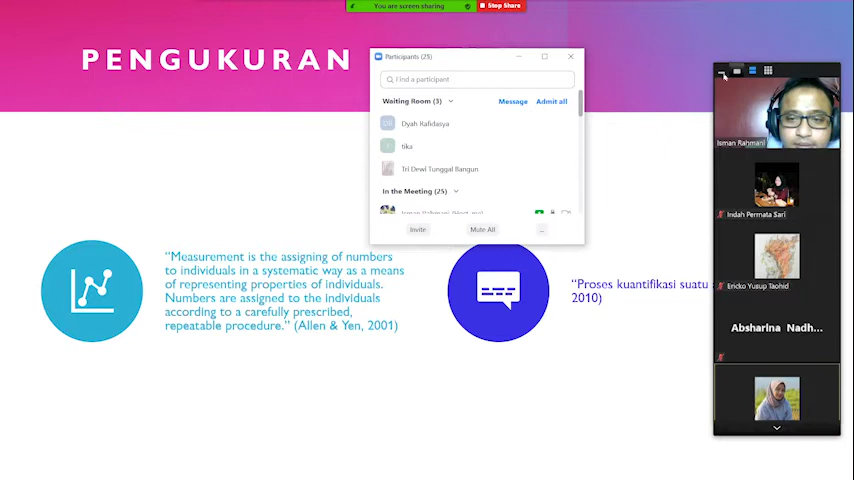 You are screen sharing
Stop Share
PENGUKURAN
Participants (25)
Find a participant
Waiting Room (3)
Message
Admit all
Dyah Rafidasya
tika
Tri Dewi Tunggal Bangun
In the Meeting (25)
Isman Rahmani (Host, me)
Invite
Mute All
...
“Measurement is the assigning of numbers
to individuals in a systematic way as a means
of representing properties of individuals.
Numbers are assigned to the individuals
according to a carefully prescribed,
repeatable procedure.” (Allen & Yen, 2001)
“Proses kuantifikasi suatu
2010)
Isman Rahmani
Indah Permata Sari
Ericko Yusup Taohid
Absharina Nadh...